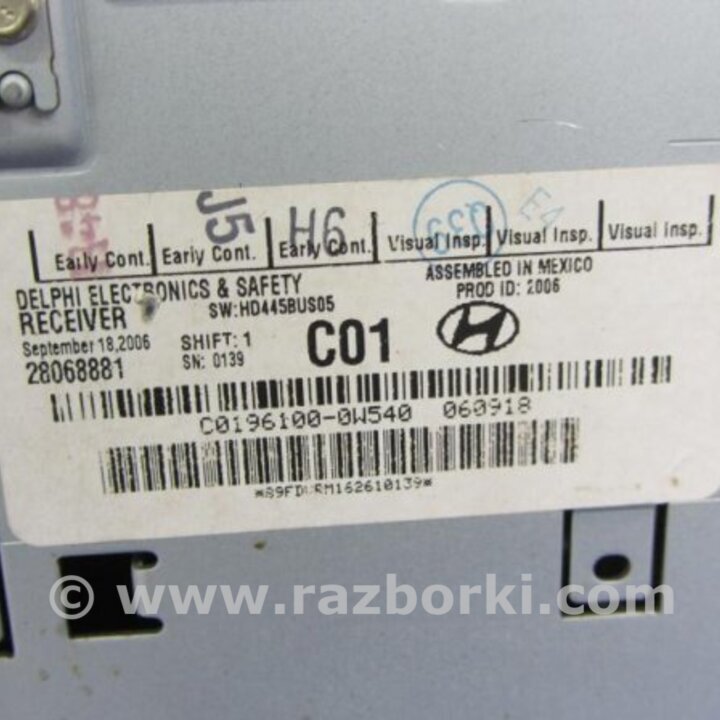 J5
H6
Early Cont. Early Cont. Early Cont. Visual Insp. Visual Insp. Visual Insp.
DELPHI ELECTRONICS & SAFETY
SW:HD445BUS05
ASSEMBLED IN MEXICO
RECEIVER
PROD ID: 2006
September 18,2006 SHIFT: 1 C01
28068881 SN: 0139
C0196100-0W540 060918
© www.razborki.com